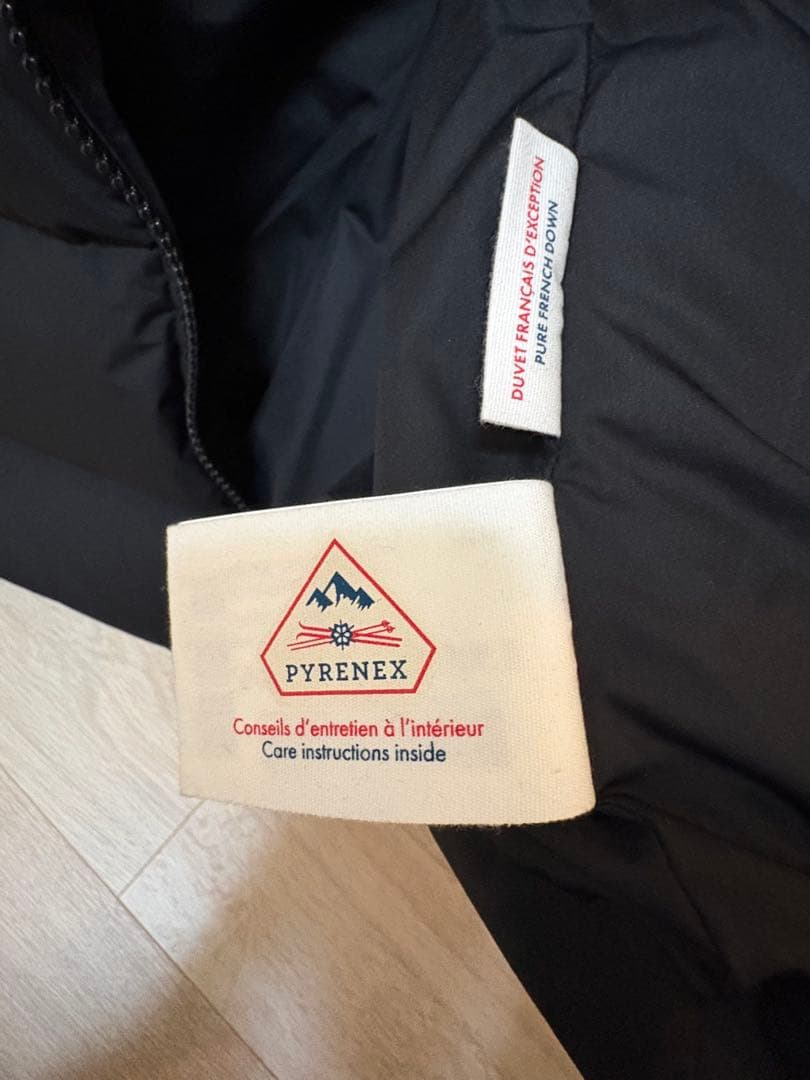 DUVET FRANÇAIS D'EXCEPTION
PURE FRENCH DOWN
PYRENEX
Conseils d'entretien à l'intérieur
Care instructions inside